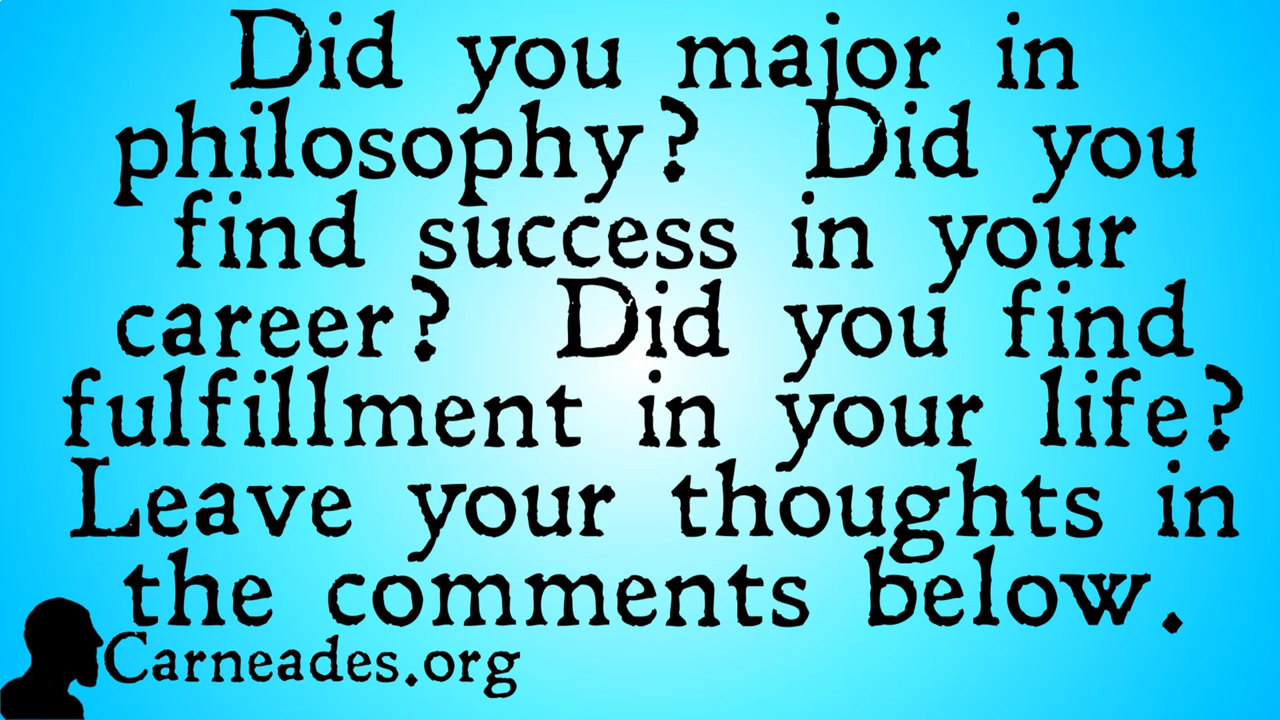 Did you major in
philosophy? Did you
find success in your
career? Did you find
fulfillment in your life?
Leave your thoughts in
the comments below.
Carneades.org